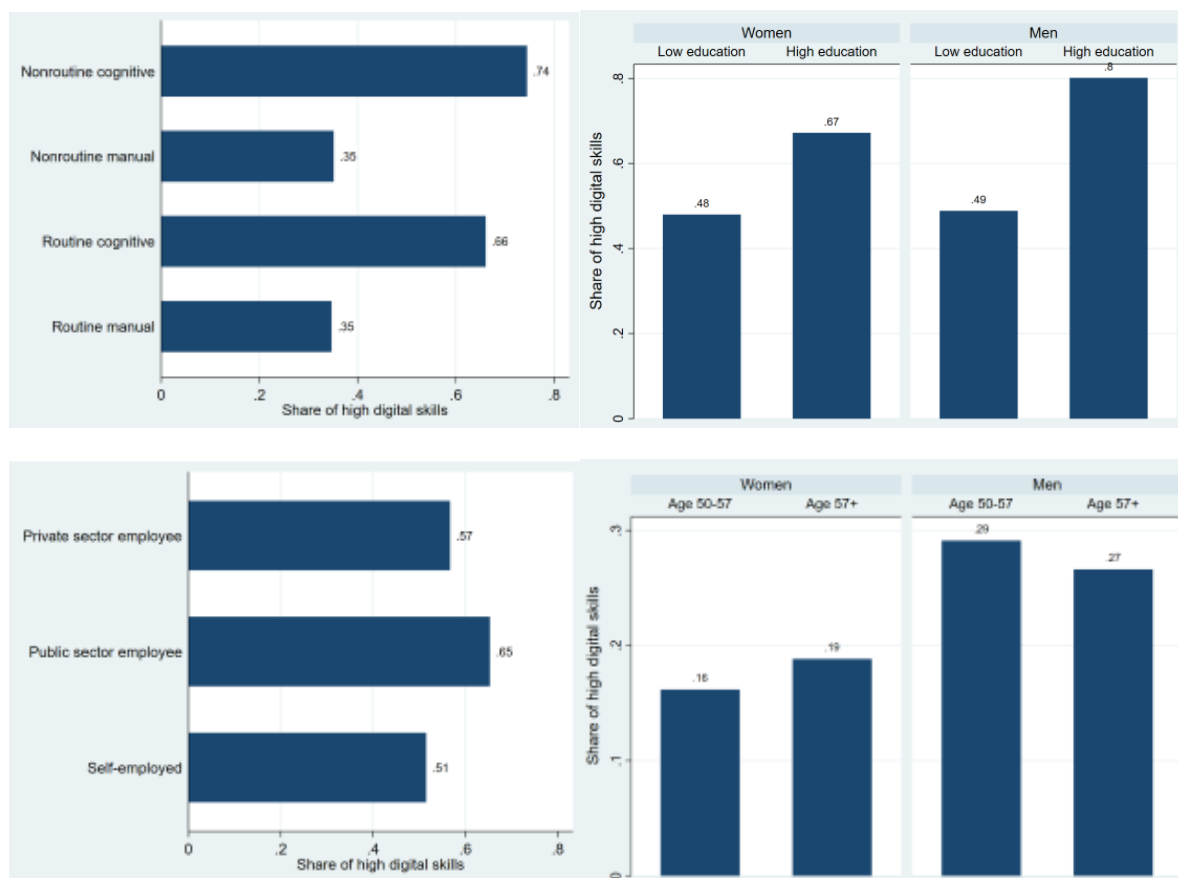 Nonroutine cognitive
.74
Nonroutine manual
.35
Routine cognitive
.66
Routine manual
.35
0 .2 .4 .6 .8
Share of high digital skills
Women Men
Low education High education Low education High education
Share of high digital skills
.8
.6
.4
.2
0
.48
.67
.49
.8
Private sector employee
.57
Public sector employee
.65
Self-employed
.51
0 .2 .4 .6 .8
Share of high digital skills
Women Men
Age 50-57 Age 57+ Age 50-57 Age 57+
Share of high digital skills
.3
.2
.1
0
.16
.19
.29
.27